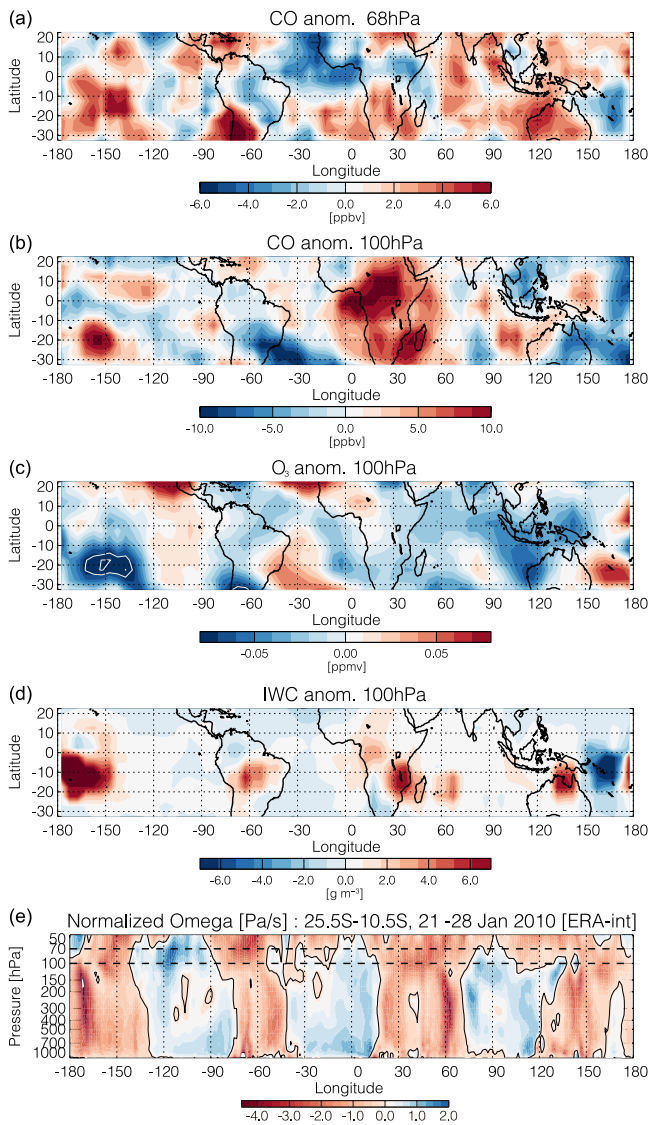 (a) CO anom. 68hPa
20
10
0
-10
-20
-30
Latitude
-180 -150 -120 -90 -60 -30 0 30 60 90 120 150 180
Longitude
-6.0 -4.0 -2.0 0.0 2.0 4.0 6.0
[ppbv]
(b) CO anom. 100hPa
20
10
0
-10
-20
-30
Latitude
-180 -150 -120 -90 -60 -30 0 30 60 90 120 150 180
Longitude
-10.0 -5.0 0.0 5.0 10.0
[ppbv]
(c) O₃ anom. 100hPa
20
10
0
-10
-20
-30
Latitude
-180 -150 -120 -90 -60 -30 0 30 60 90 120 150 180
Longitude
-0.05 0.00 0.05
[ppmv]
(d) IWC anom. 100hPa
20
10
0
-10
-20
-30
Latitude
-180 -150 -120 -90 -60 -30 0 30 60 90 120 150 180
Longitude
-6.0 -4.0 -2.0 0.0 2.0 4.0 6.0
[g m⁻³]
(e) Normalized Omega [Pa/s] : 25.5S-10.5S, 21 -28 Jan 2010 [ERA-int]
50
70
100
200
300
400
500
700
1000
Pressure [hPa]
-180 -150 -120 -90 -60 -30 0 30 60 90 120 150 180
Longitude
-4.0 -3.0 -2.0 -1.0 0.0 1.0 2.0